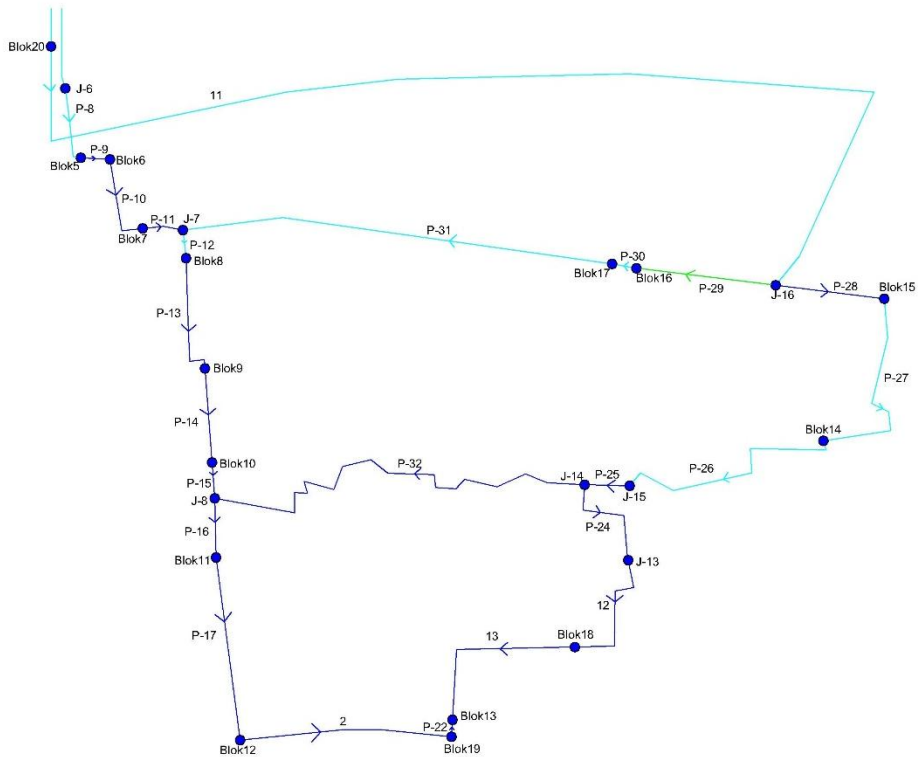 Blok20
J-6
P-8
11
P-9
Blok5
Blok6
P-10
P-11
J-7
Blok7
P-12
Blok8
P-31
P-30
Blok17
Blok16
P-29
J-16
P-28
Blok15
P-13
Blok9
P-27
P-14
Blok14
Blok10
P-32
J-14
P-25
P-26
P-15
J-15
J-8
P-16
P-24
Blok11
J-13
12
P-17
13
Blok18
2
P-22
Blok13
Blok12
Blok19